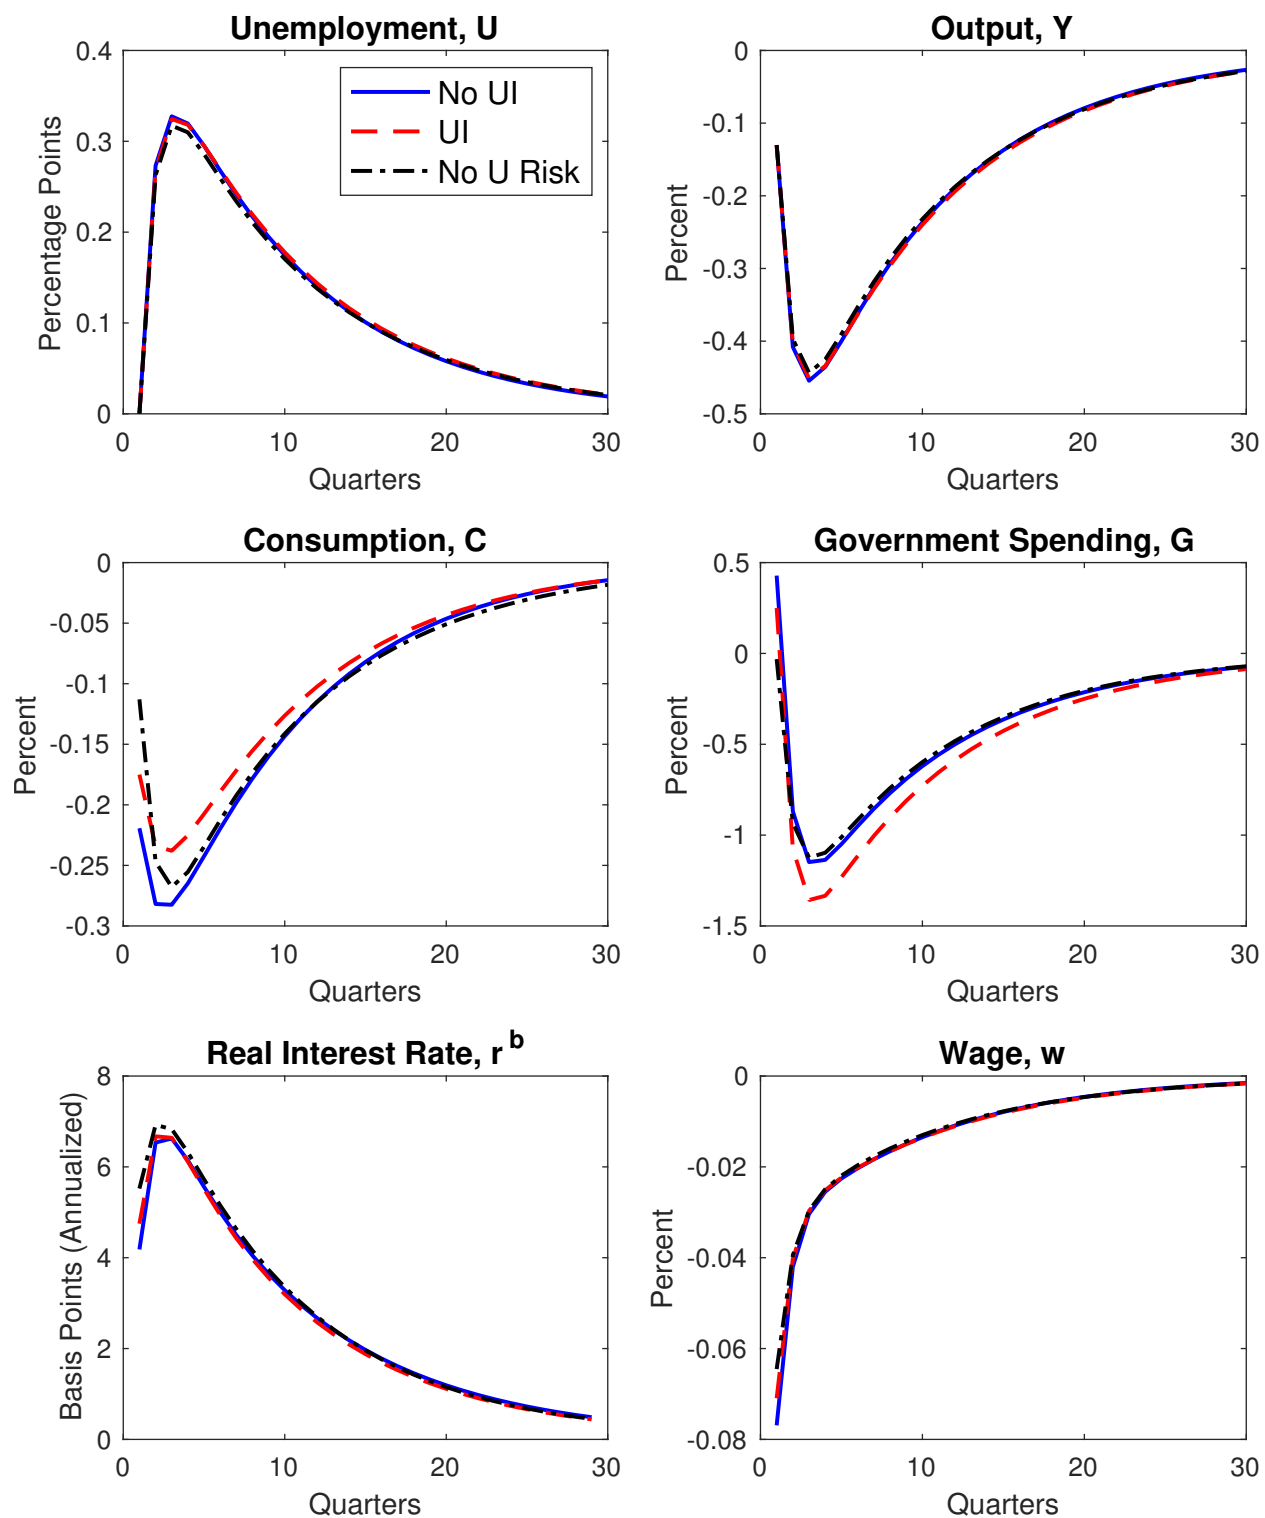 Unemployment, U
0.4
0.3
0.2
0.1
0
Percentage Points
No UI
UI
No U Risk
0
10
20
30
Quarters
Output, Y
0
-0.1
-0.2
-0.3
-0.4
-0.5
Percent
0
10
20
30
Quarters
Consumption, C
0
-0.05
-0.1
-0.15
-0.2
-0.25
-0.3
Percent
0
10
20
30
Quarters
Government Spending, G
0.5
0
-0.5
-1
-1.5
Percent
0
10
20
30
Quarters
Real Interest Rate, r b
8
6
4
2
0
Basis Points (Annualized)
0
10
20
30
Quarters
Wage, w
0
-0.02
-0.04
-0.06
-0.08
Percent
0
10
20
30
Quarters